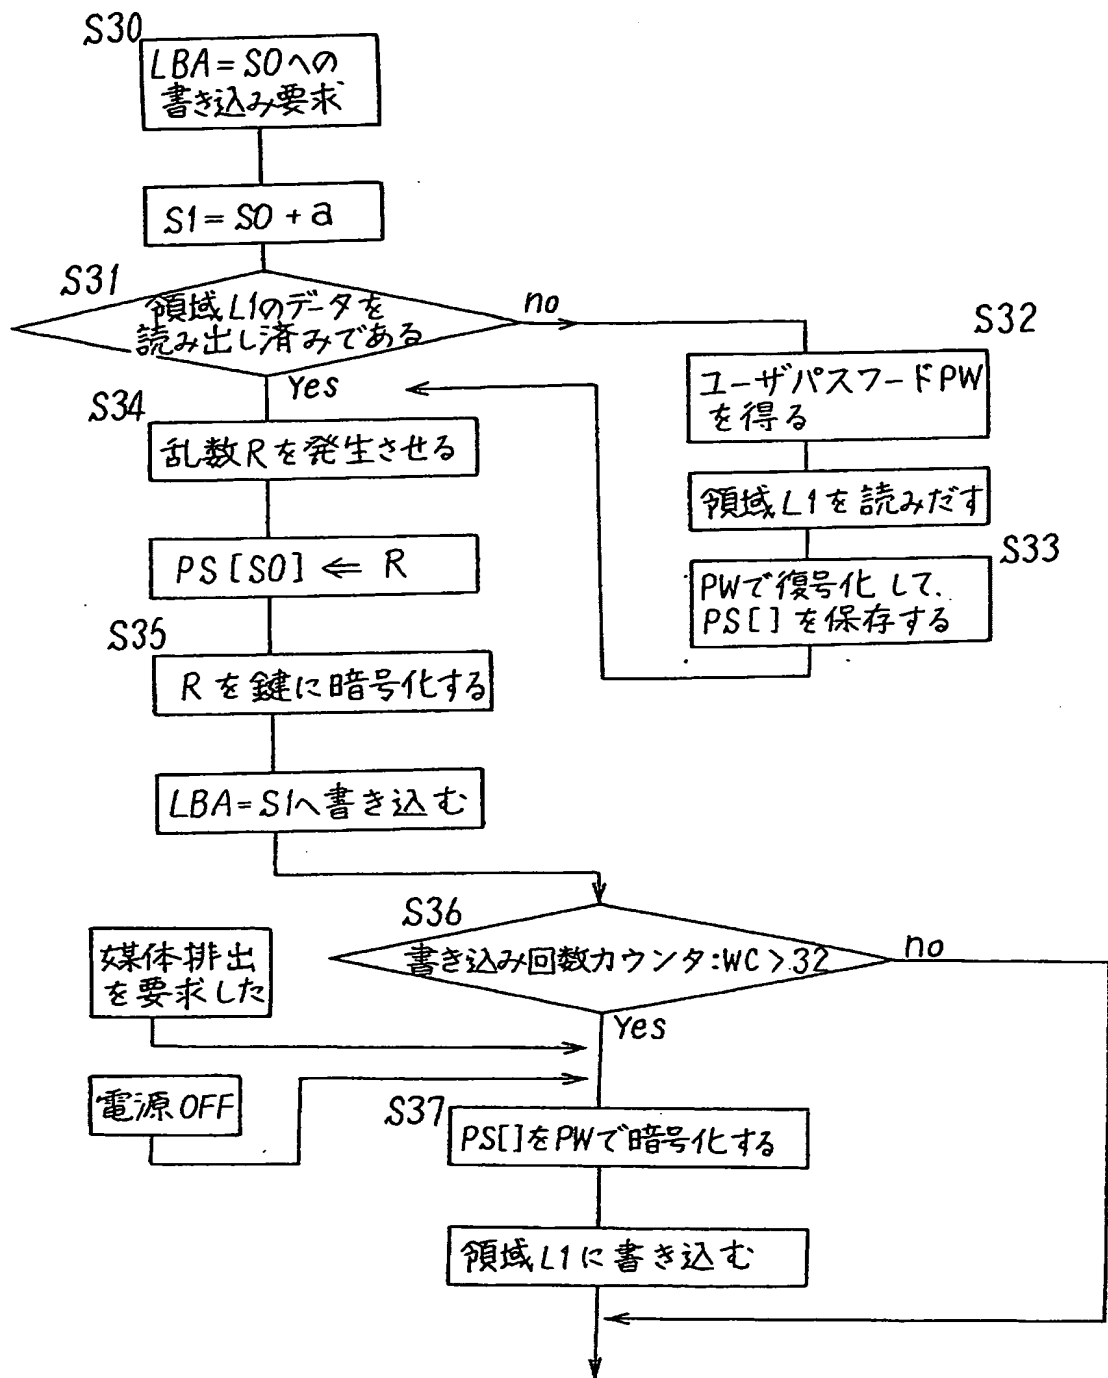 S30
LBA=S0への
書き込み要求
S1=S0+a
S31
領域L1のデータを
読み出し済みである
no
Yes
S32
ユーザパスワードPW
を得る
領域L1を読みだす
S33
PWで復号化して、
PS[]を保存する
S34
乱数Rを発生させる
PS[S0]⇐R
S35
Rを鍵に暗号化する
LBA=S1へ書き込む
S36
書き込み回数カウンタ:WC>32
no
Yes
媒体排出
を要求した
電源OFF
S37
PS[]をPWで暗号化する
領域L1に書き込む